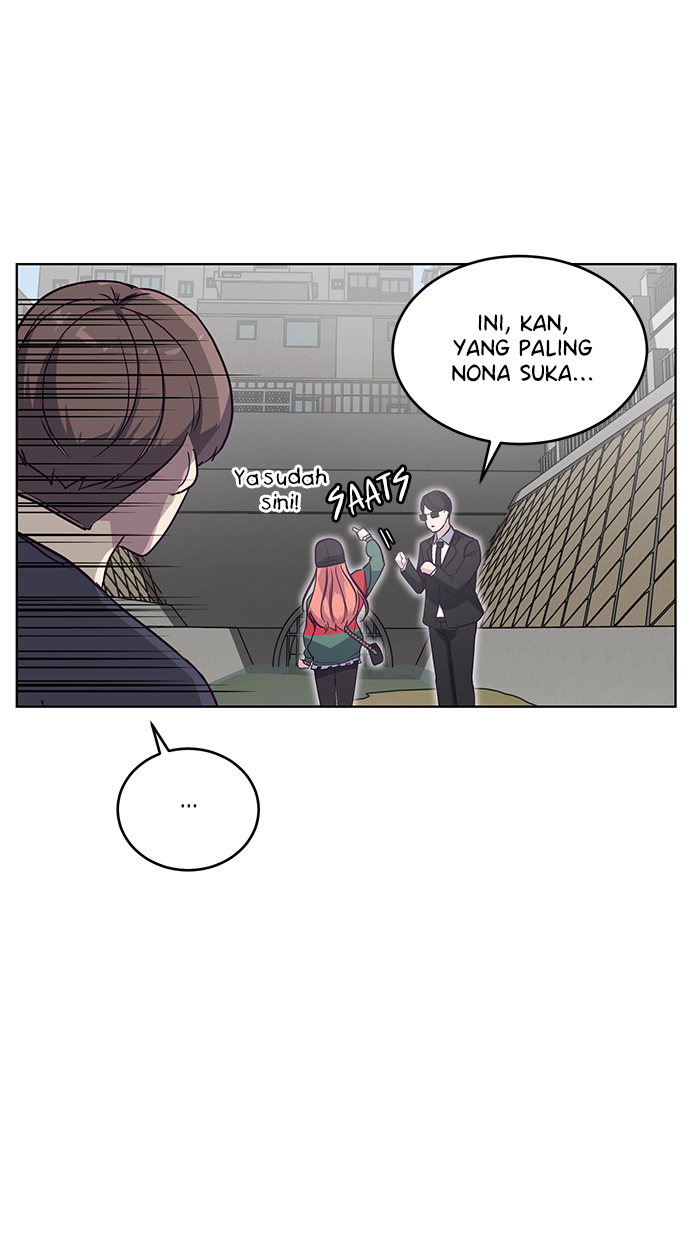 INI, KAN,
YANG PALING
NONA SUKA...
Yasudah
sini!
SAATS
...